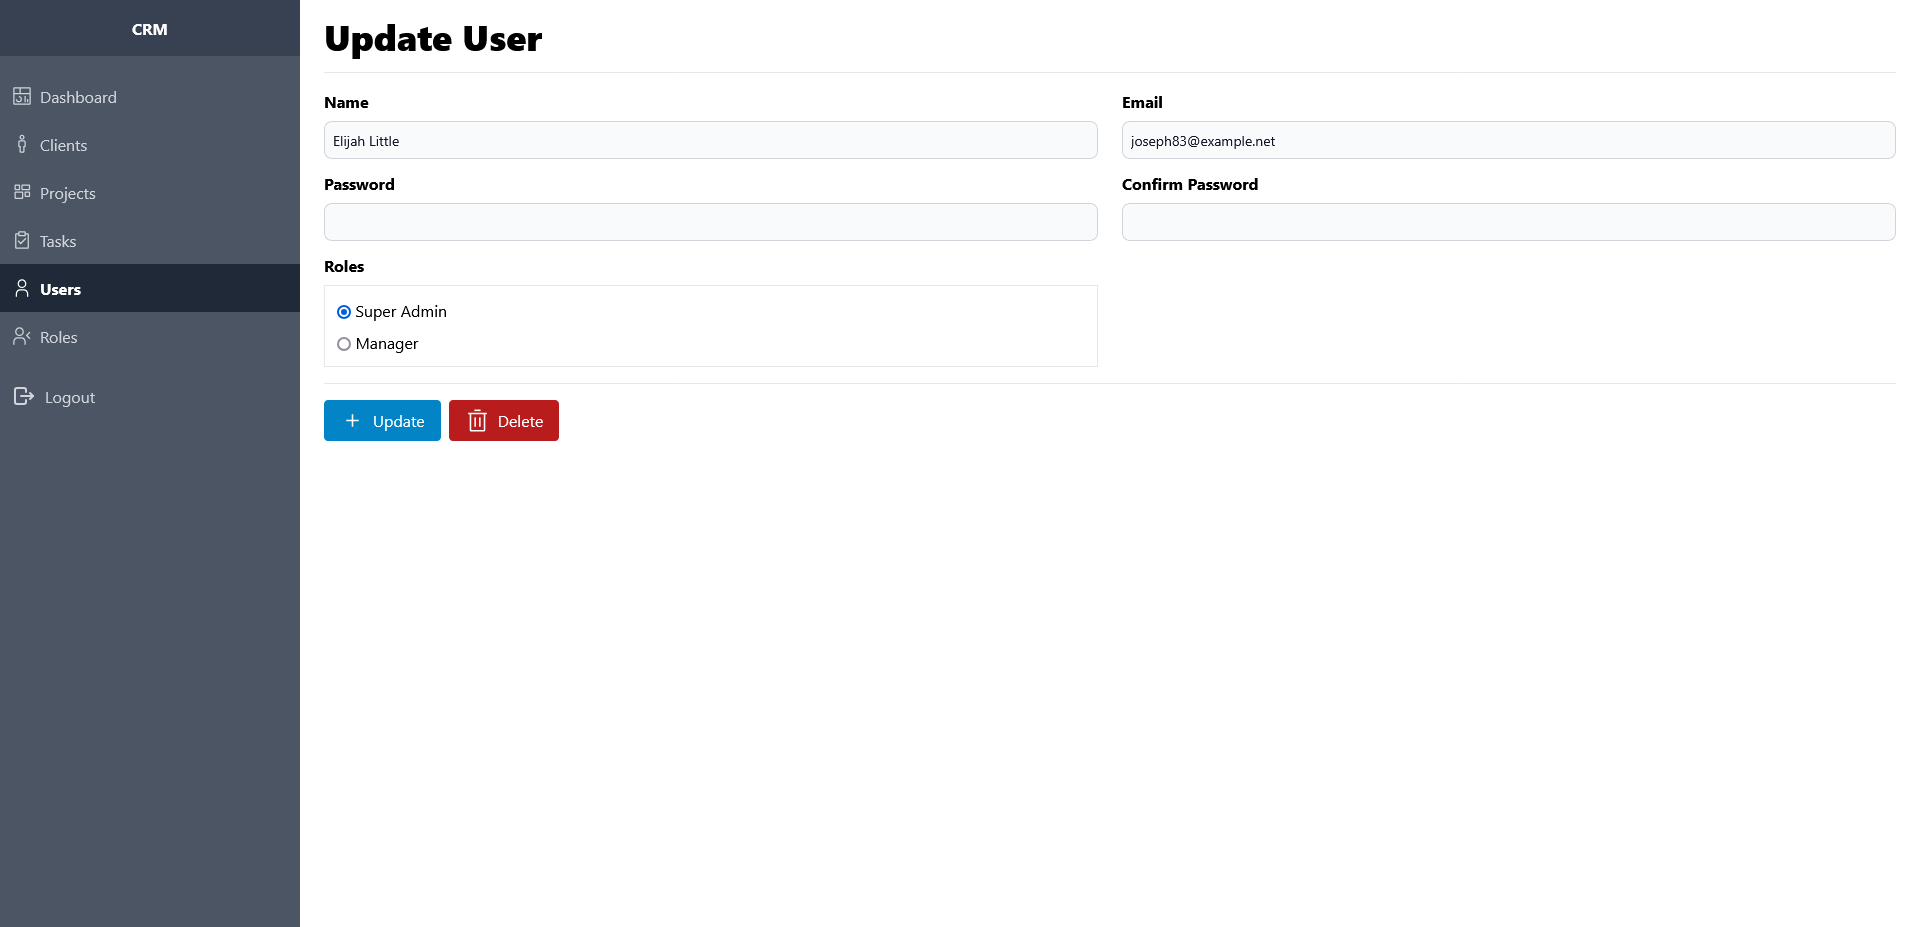 CRM
Dashboard
Clients
Projects
Tasks
Users
Roles
Logout
Update User
Name
Elijah Little
Email
joseph83@example.net
Password
Confirm Password
Roles
Super Admin
Manager
Update
Delete